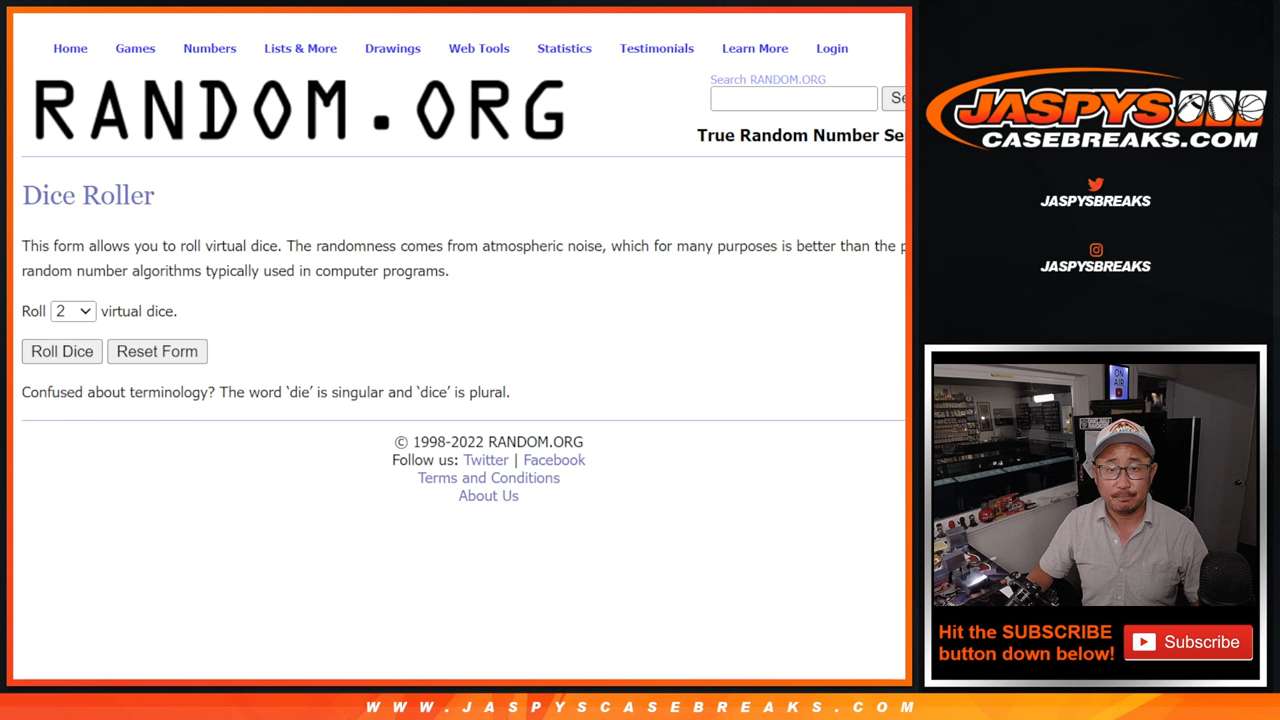 Home Games Numbers Lists & More Drawings Web Tools Statistics Testimonials Learn More Login
RANDOM.ORG
Search RANDOM.ORG
Se
True Random Number Se
Dice Roller
This form allows you to roll virtual dice. The randomness comes from atmospheric noise, which for many purposes is better than the p
random number algorithms typically used in computer programs.
Roll 2 virtual dice.
Roll Dice Reset Form
Confused about terminology? The word ‘die’ is singular and ‘dice’ is plural.
© 1998-2022 RANDOM.ORG
Follow us: Twitter | Facebook
Terms and Conditions
About Us
JASPYS
CASEBREAKS.COM
JASPYSBREAKS
JASPYSBREAKS
ON
AIR
Hit the SUBSCRIBE
button down below!
Subscribe
WWW.JASPYSCASEBREAKS.COM